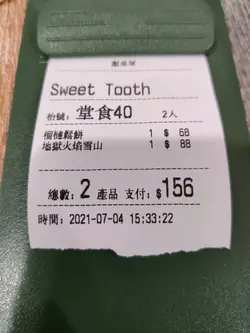 Sweet Tooth
枱號: 堂食40 2人
榴槤鬆餅 1 $ 68
地獄火焰雪山 1 $ 88
總數: 2 產品 支付: $156
時間: 2021-07-04 15:33:22